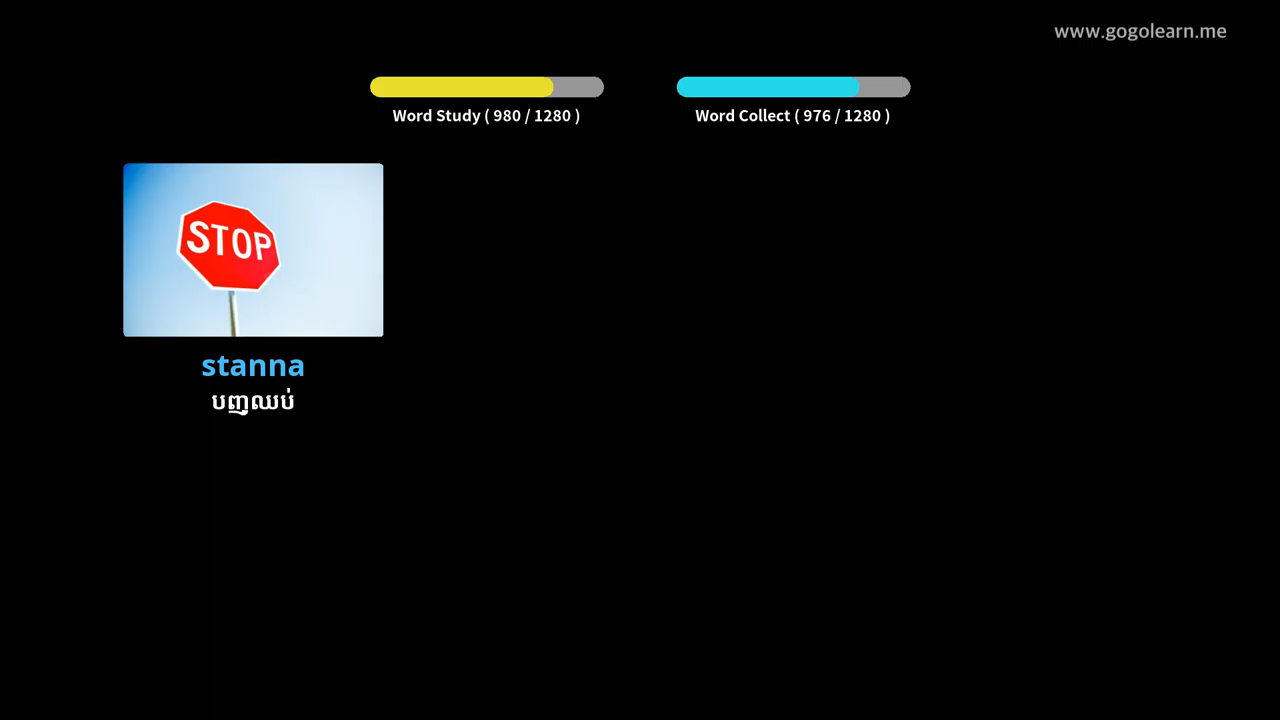 www.gogolearn.me
Word Study ( 980 / 1280 )
Word Collect ( 976 / 1280 )
STOP
stanna
បញ្ឈប់